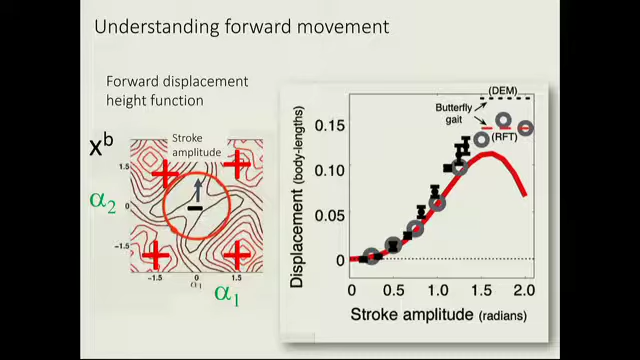 Understanding forward movement
Forward displacement
height function
Stroke
amplitude
x^b
1.5
α₂
0
-1.5
-1.5
0
1.5
α₁
α₁
Displacement (body-lengths)
0.15
0.10
0.05
0
(DEM)
Butterfly
gait
(RFT)
0
0.5
1.0
1.5
2.0
Stroke amplitude (radians)